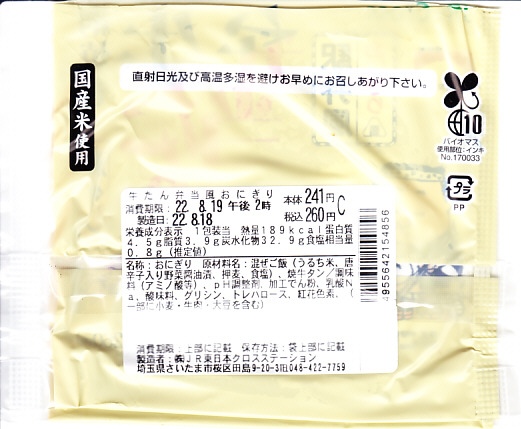 直射日光及び高温多湿を避けお早めにお召しあがり下さい。
国産米使用
10
バイオマス
使用部位:インキ
No.170033
プラ
PP
牛たん弁当風おにぎり
本体 241円
消費期限: 22. 8.19 午後 2時
税込 260円 C
製造日: 22. 8.18
栄養成分表示 1包装当 熱量189kcal蛋白質
4.5g脂質3.9g炭水化物32.9g食塩相当量
0.8g(推定値)
名称:おにぎり 原材料名:混ぜご飯(うるち米、唐
辛子入り野菜醤油漬、押麦、食塩)、焼牛タン/調味
料(アミノ酸等)、pH調整剤、加工でん粉、乳酸N
a、酸味料、グリシン、トレハロース、紅花色素、(
一部に小麦・牛肉・大豆を含む)
4955642154856
消費期限:上部に記載 保存方法:袋上部に記載
製造者:㈱JR東日本クロスステーション
埼玉県さいたま市桜区田島9-20-3TEL048-422-7759